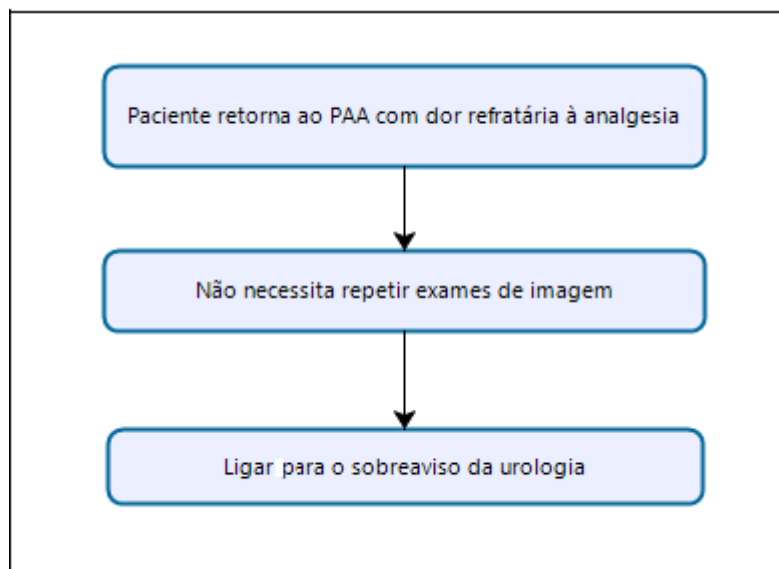 Paciente retorna ao PAA com dor refratária à analgesia
Não necessita repetir exames de imagem
Ligar para o sobreaviso da urologia